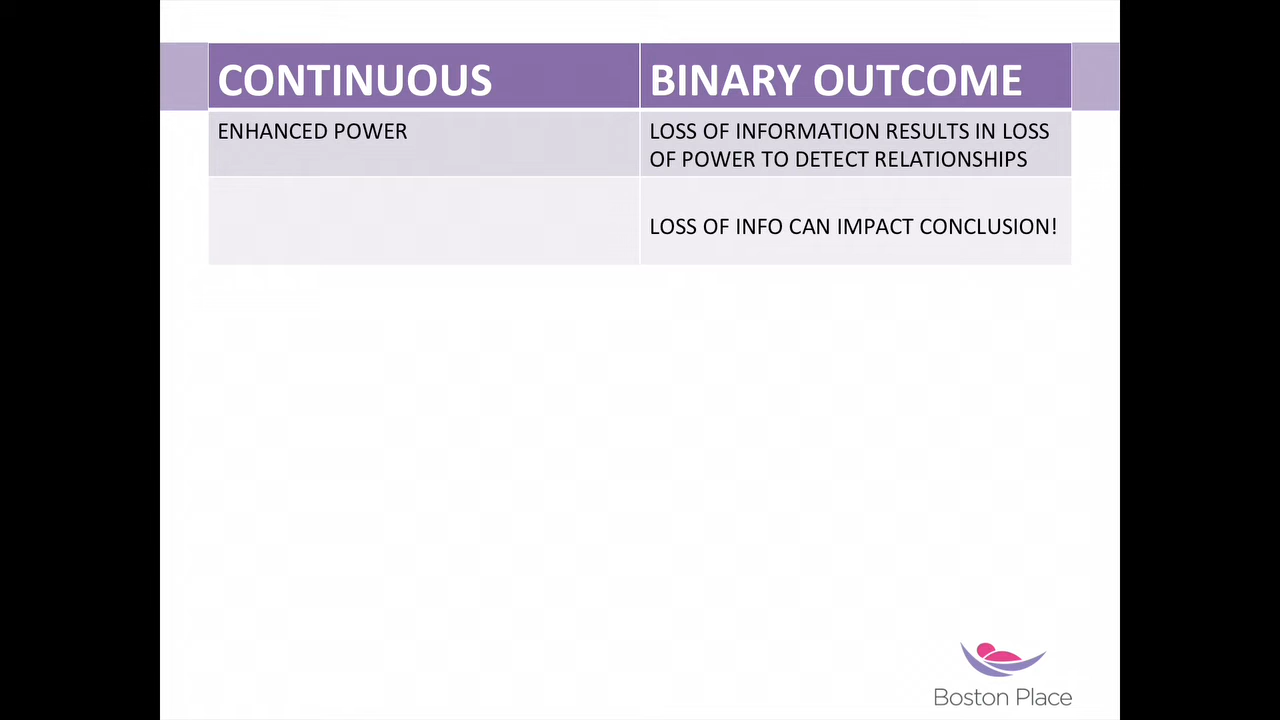 CONTINUOUS
BINARY OUTCOME
ENHANCED POWER
LOSS OF INFORMATION RESULTS IN LOSS
OF POWER TO DETECT RELATIONSHIPS
LOSS OF INFO CAN IMPACT CONCLUSION!
Boston Place